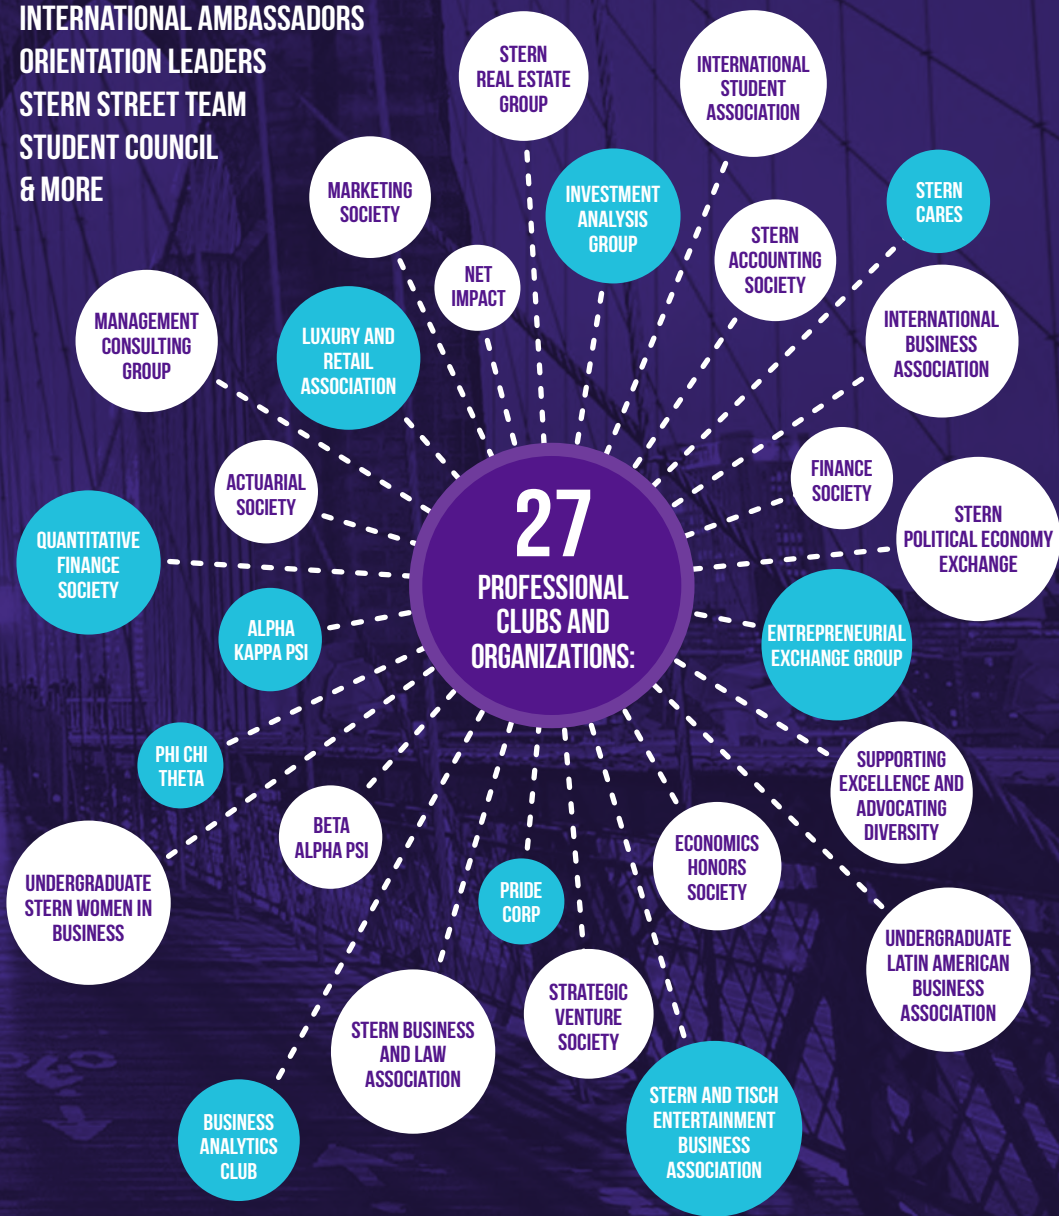 INTERNATIONAL AMBASSADORS
ORIENTATION LEADERS
STERN STREET TEAM
STUDENT COUNCIL
& MORE
STERN
REAL ESTATE
GROUP
INTERNATIONAL
STUDENT
ASSOCIATION
MARKETING
SOCIETY
INVESTMENT
ANALYSIS
GROUP
STERN
CARES
NET
IMPACT
STERN
ACCOUNTING
SOCIETY
MANAGEMENT
CONSULTING
GROUP
LUXURY AND
RETAIL
ASSOCIATION
INTERNATIONAL
BUSINESS
ASSOCIATION
ACTUARIAL
SOCIETY
FINANCE
SOCIETY
QUANTITATIVE
FINANCE
SOCIETY
27
PROFESSIONAL
CLUBS AND
ORGANIZATIONS:
STERN
POLITICAL ECONOMY
EXCHANGE
ALPHA
KAPPA PSI
ENTREPRENEURIAL
EXCHANGE GROUP
PHI CHI
THETA
SUPPORTING
EXCELLENCE AND
ADVOCATING
DIVERSITY
BETA
ALPHA PSI
ECONOMICS
HONORS
SOCIETY
UNDERGRADUATE
STERN WOMEN IN
BUSINESS
PRIDE
CORP
UNDERGRADUATE
LATIN AMERICAN
BUSINESS
ASSOCIATION
STERN BUSINESS
AND LAW
ASSOCIATION
STRATEGIC
VENTURE
SOCIETY
BUSINESS
ANALYTICS
CLUB
STERN AND TISCH
ENTERTAINMENT
BUSINESS
ASSOCIATION